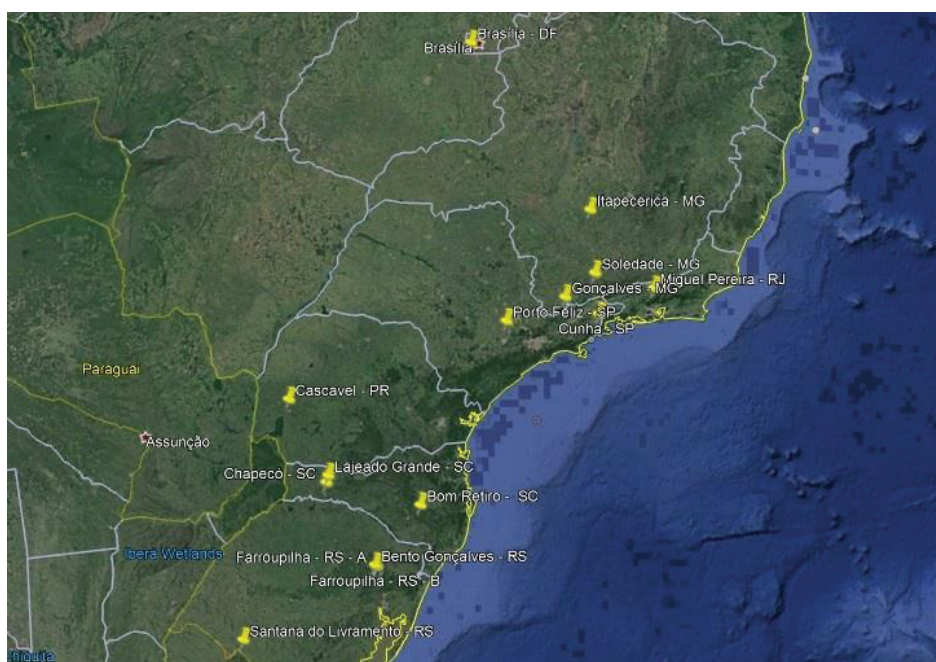 Brasília - DF
Brasília
Itapecerica - MG
Soledade - MG
Miguel Pereira - RJ
Gonçalves - MG
Porto Feliz - SP
Cunha - SP
Paraguai
Cascavel - PR
Assunção
Lajeado Grande - SC
Chapecó - SC
Bom Retiro - SC
Iberá Wetlands
Farroupilha - RS - A
Bento Gonçalves - RS
Farroupilha - RS - B
Santana do Livramento - RS